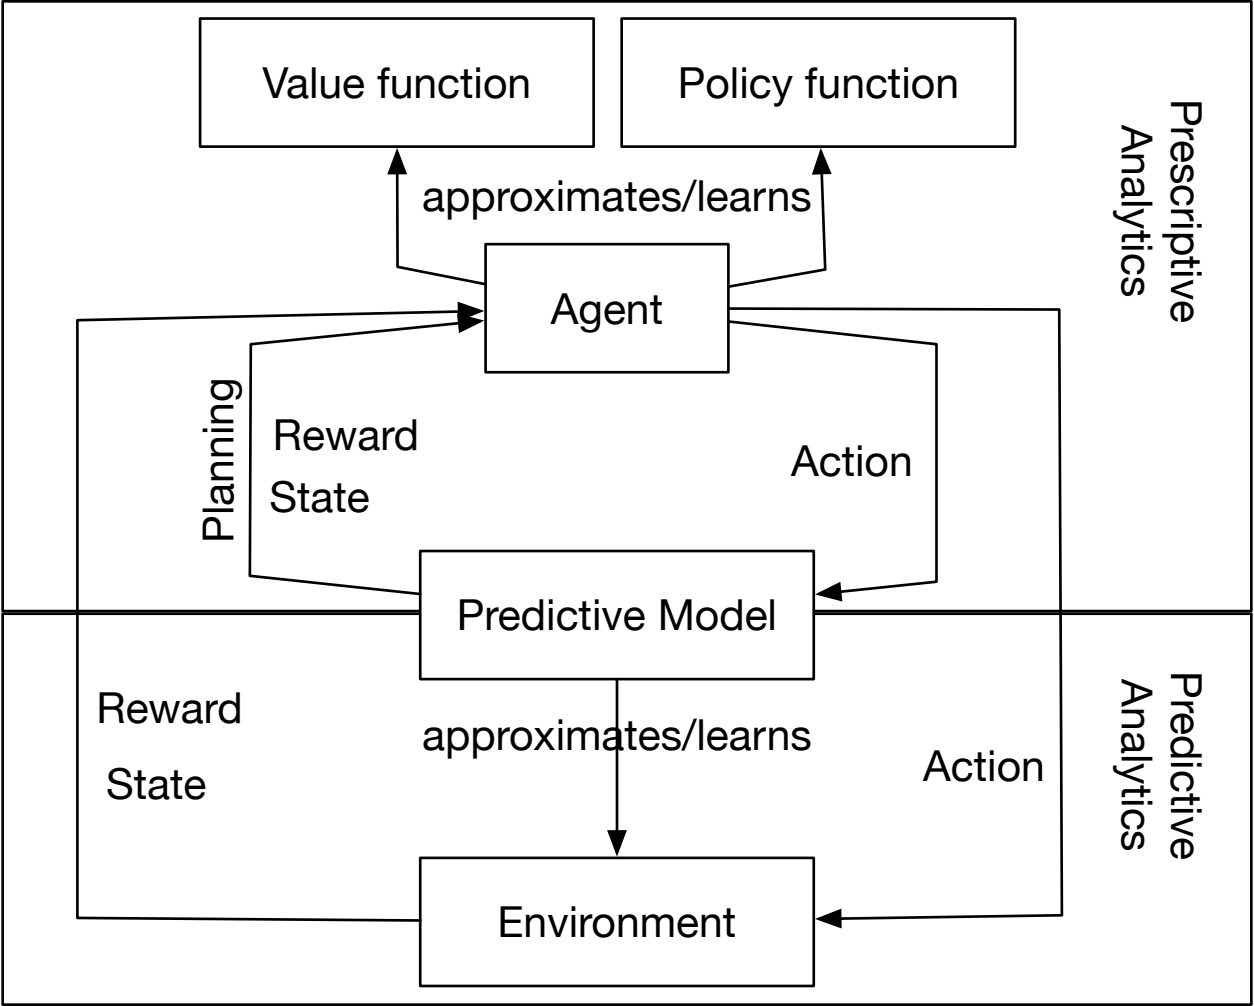 Value function
Policy function
approximates/learns
Prescriptive
Analytics
Agent
Planning
Reward
State
Action
Predictive Model
Reward
State
approximates/learns
Action
Predictive
Analytics
Environment